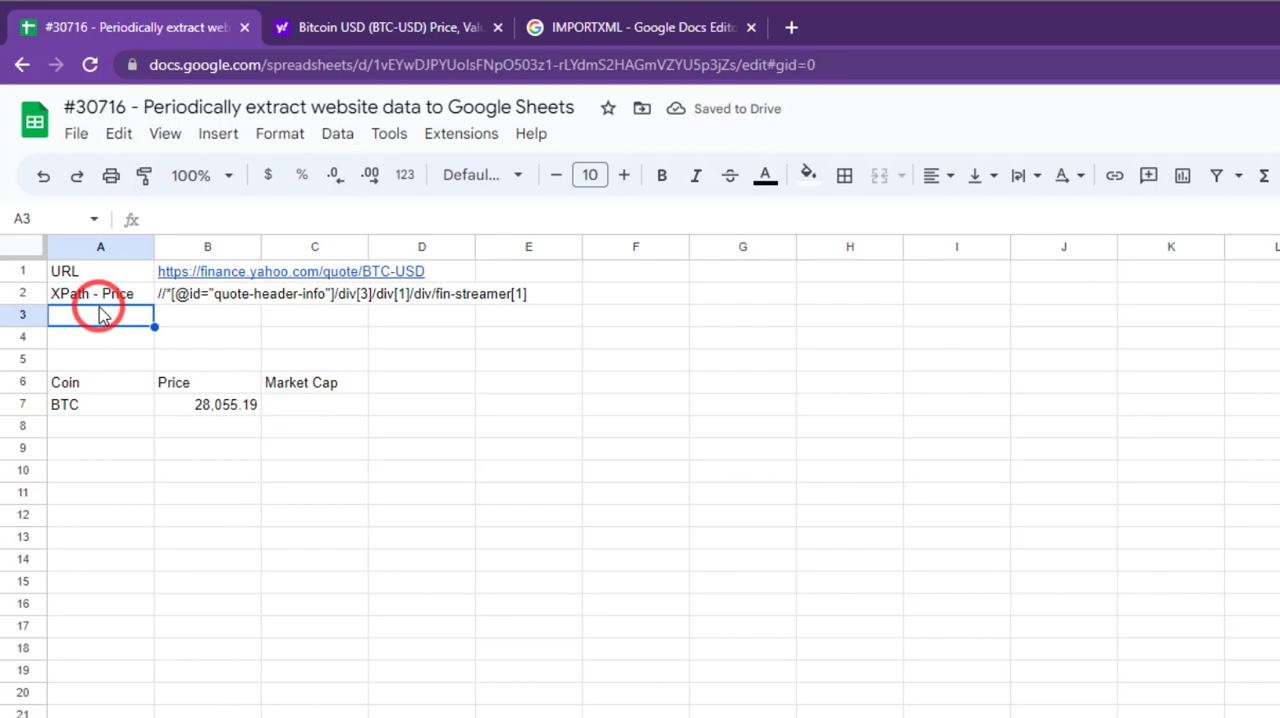 #30716 - Periodically extract web
Bitcoin USD (BTC-USD) Price, Val
IMPORTXML - Google Docs Edito
docs.google.com/spreadsheets/d/1vEYwDJPYUolsFNpO503z1-rLYdmS2HAGmVZYU5p3jZs/edit#gid=0
#30716 - Periodically extract website data to Google Sheets
Saved to Drive
File Edit View Insert Format Data Tools Extensions Help
100% $ % .0 .00 123 Defaul... 10 B I A
A3 fx
A B C D E F G H I J K L
1 URL https://finance.yahoo.com/quote/BTC-USD
2 XPath - Price //*[@id="quote-header-info"]/div[3]/div[1]/div/fin-streamer[1]
3
4
5
6 Coin Price Market Cap
7 BTC 28,055.19
8
9
10
11
12
13
14
15
16
17
18
19
20
21